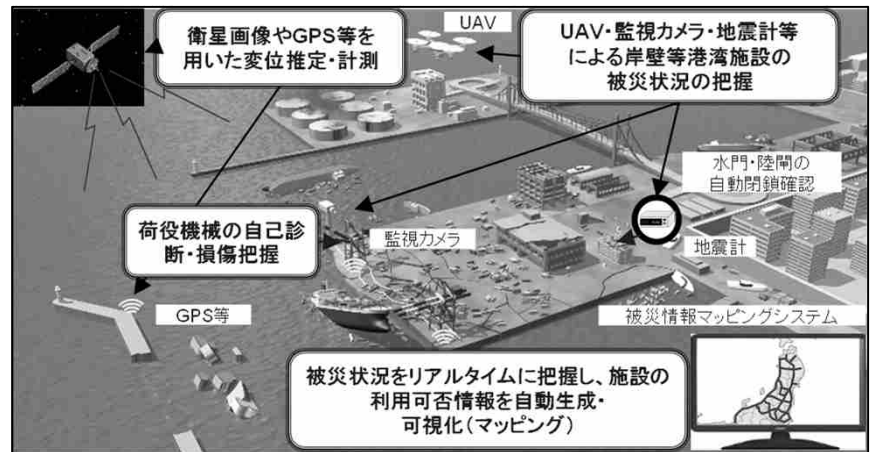 UAV
衛星画像やGPS等を
用いた変位推定・計測
UAV・監視カメラ・地震計等
による岸壁等港湾施設の
被災状況の把握
水門・陸閘の
自動閉鎖確認
荷役機械の自己診
断・損傷把握
監視カメラ
地震計
GPS等
被災情報マッピングシステム
被災状況をリアルタイムに把握し、施設の
利用可否情報を自動生成・
可視化（マッピング）